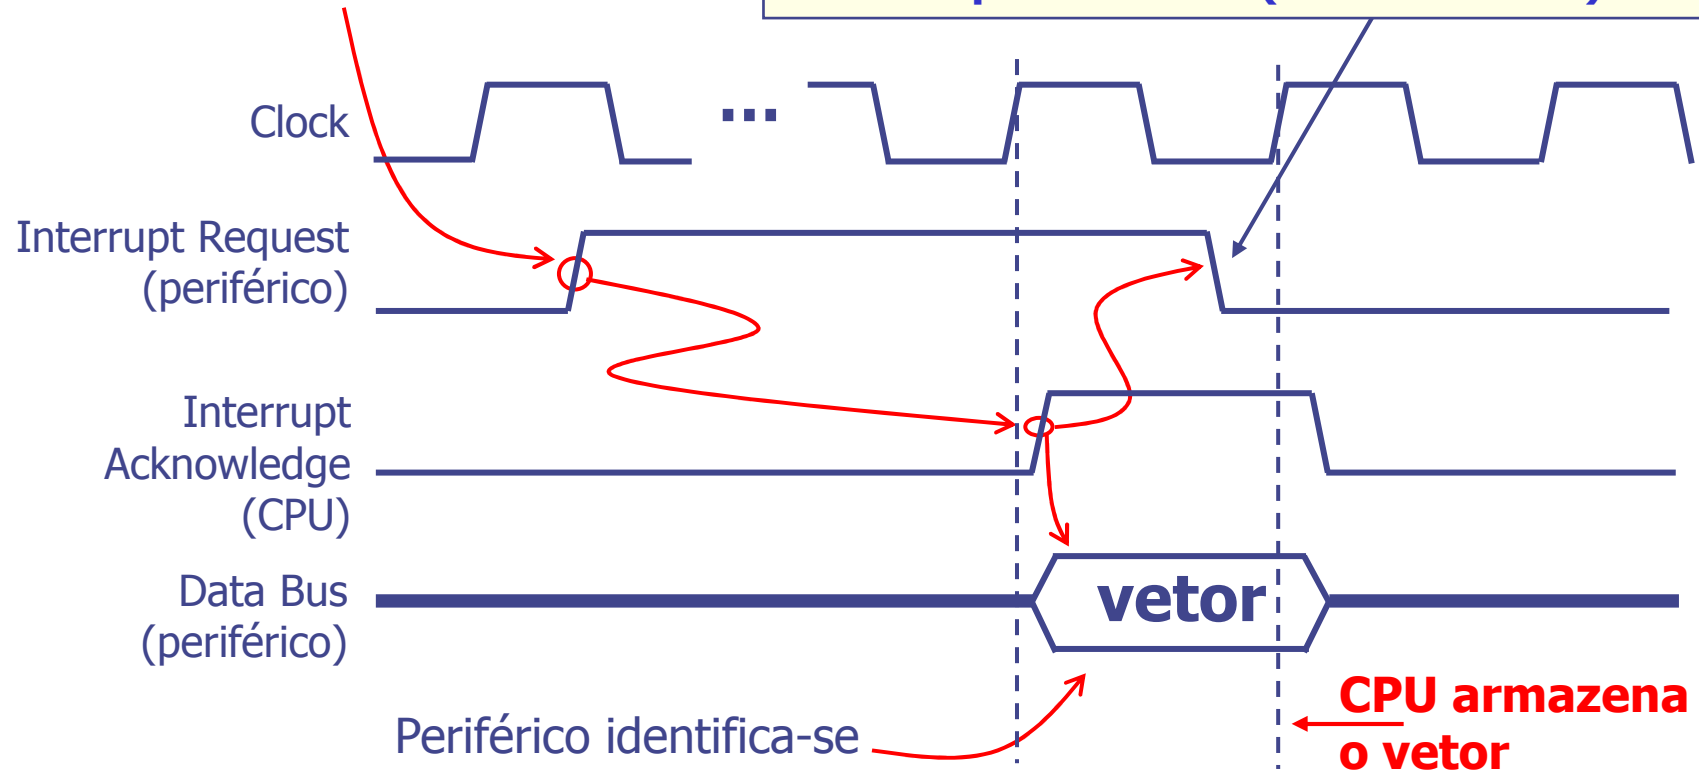 Clock
...
Interrupt Request
(periférico)
Interrupt
Acknowledge
(CPU)
Data Bus
(periférico)
vetor
Periférico identifica-se
CPU armazena
o vetor